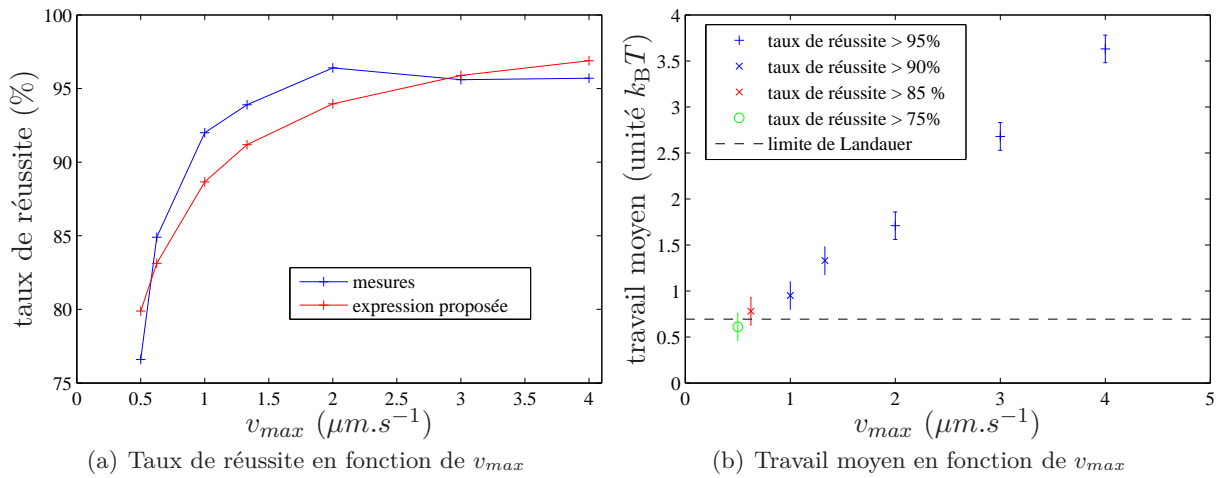 100
95
90
85
80
75
0.5
1
1.5
2
2.5
3
3.5
4
taux de réussite (%)
v_max (μm.s⁻¹)
mesures
expression proposée
(a) Taux de réussite en fonction de v_max
4
3.5
3
2.5
2
1.5
1
0.5
0
0
1
2
3
4
5
travail moyen (unité k_BT)
v_max (μm.s⁻¹)
taux de réussite > 95%
taux de réussite > 90%
taux de réussite > 85 %
taux de réussite > 75%
limite de Landauer
(b) Travail moyen en fonction de v_max